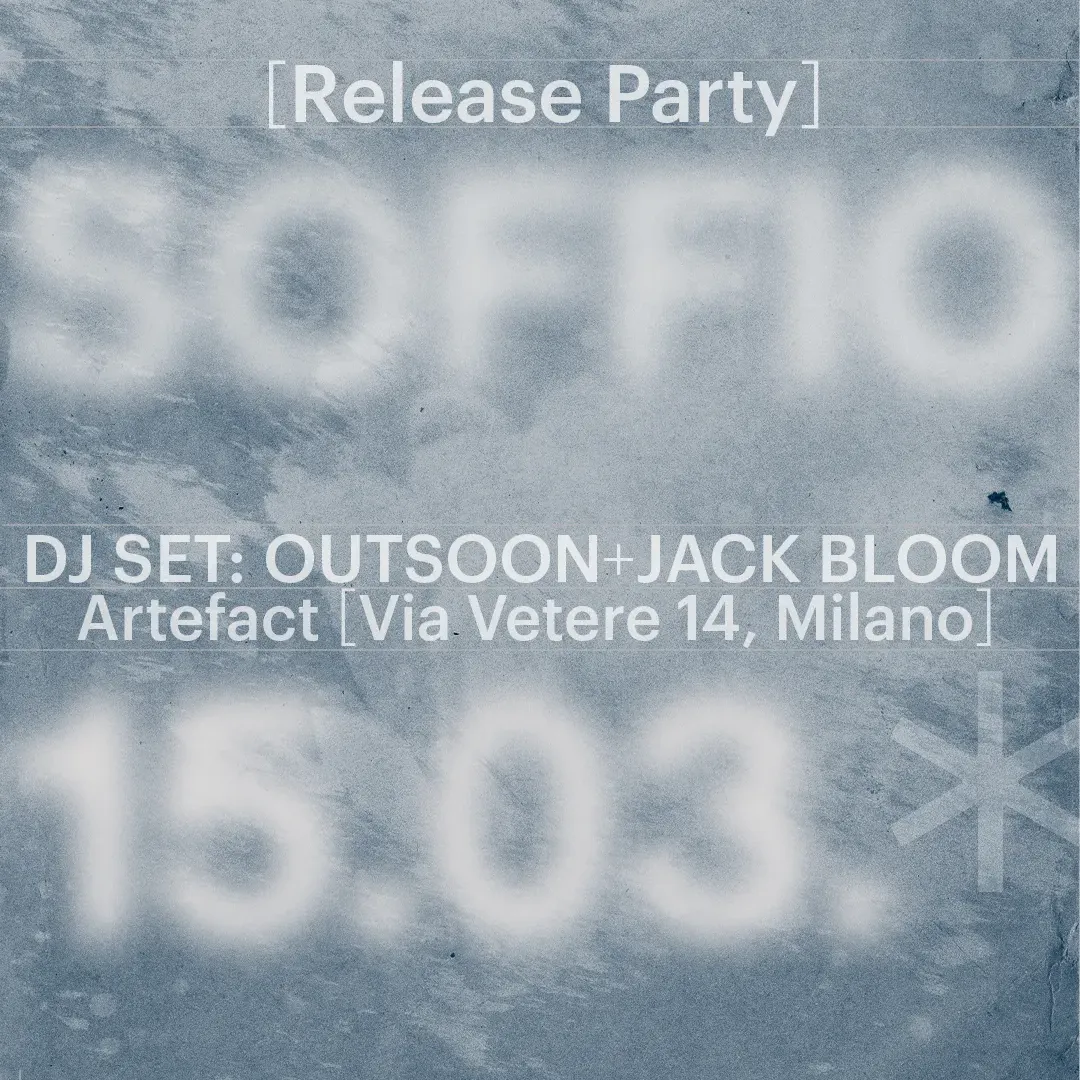 [Release Party]
SOFFIO
DJ SET: OUTSOON+JACK BLOOM
Artefact [Via Vetere 14, Milano]
15.03.*